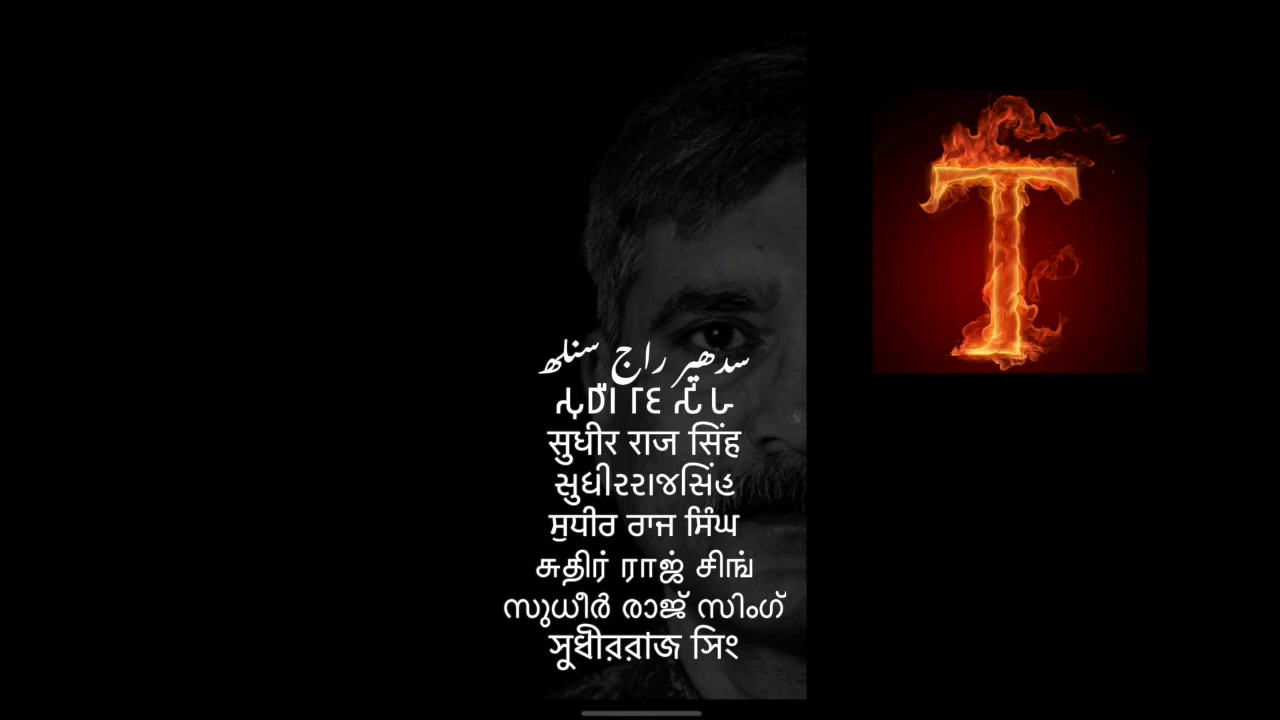 سدھیر راج سنلھ
सुधीर राज सिंह
સુધીરરાજસિંહ
ਸੁਧੀਰ ਰਾਜ ਸਿੰਘ
சுதிர் ராஜ் சிங்
സുധീർ രാജ് സിംഗ്
সুধীররাজ সিং
T